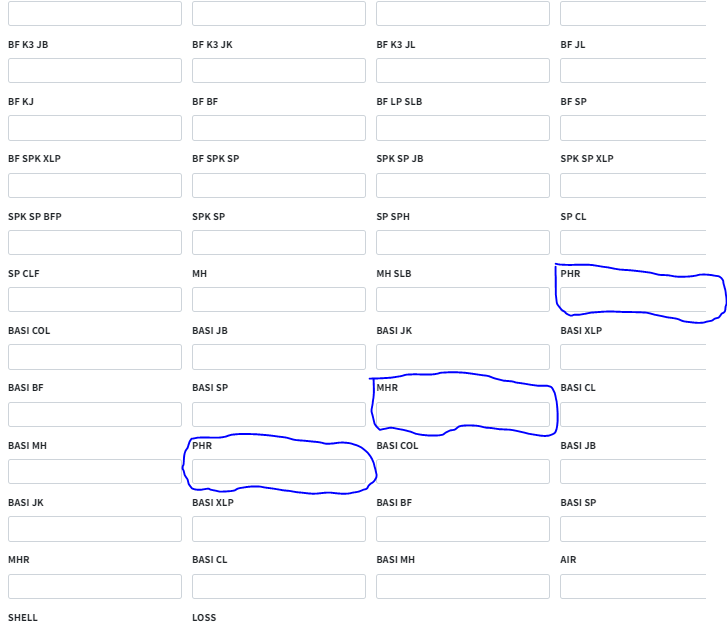 BF K3 JB BF K3 JK BF K3 JL BF JL
BF KJ BF BF BF LP SLB BF SP
BF SPK XLP BF SPK SP SPK SP JB SPK SP XLP
SPK SP BFP SPK SP SP SPH SP CL
SP CLF MH MH SLB PHR
BASI COL BASI JB BASI JK BASI XLP
BASI BF BASI SP MHR BASI CL
BASI MH PHR BASI COL BASI JB
BASI JK BASI XLP BASI BF BASI SP
MHR BASI CL BASI MH AIR
SHELL LOSS